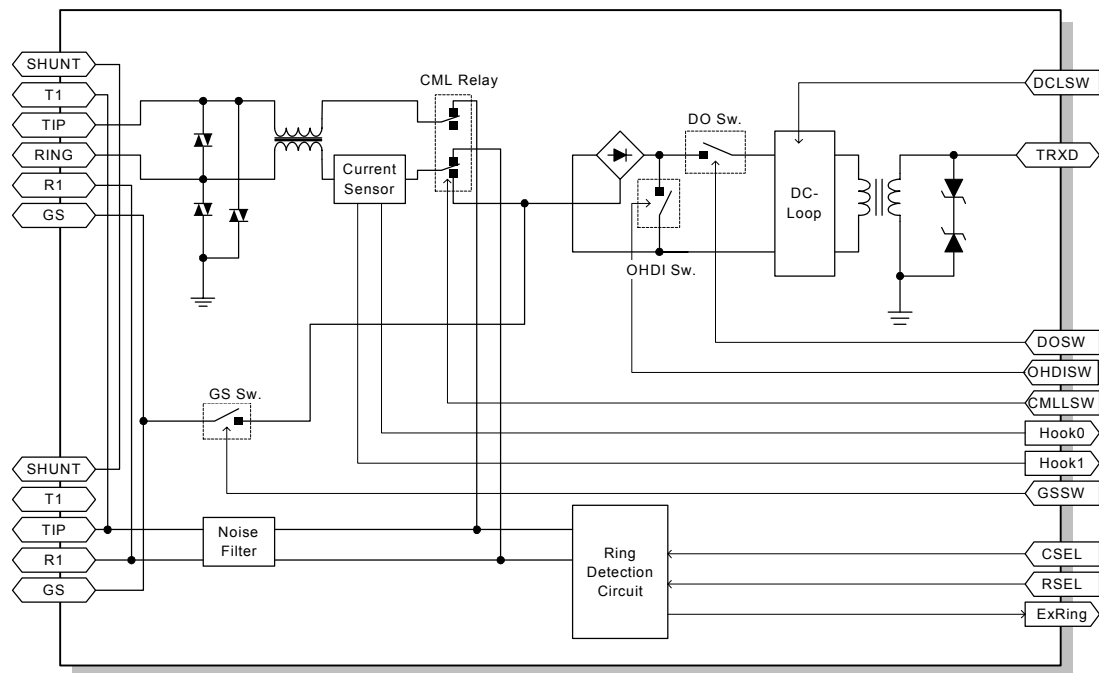 SHUNT
T1
TIP
RING
R1
GS
CML Relay
Current
Sensor
DO Sw.
OHDI Sw.
DC-
Loop
DCLSW
TRXD
GS Sw.
DOSW
OHDISW
CMLLSW
Hook0
Hook1
GSSW
SHUNT
T1
TIP
R1
GS
Noise
Filter
Ring
Detection
Circuit
CSEL
RSEL
ExRing